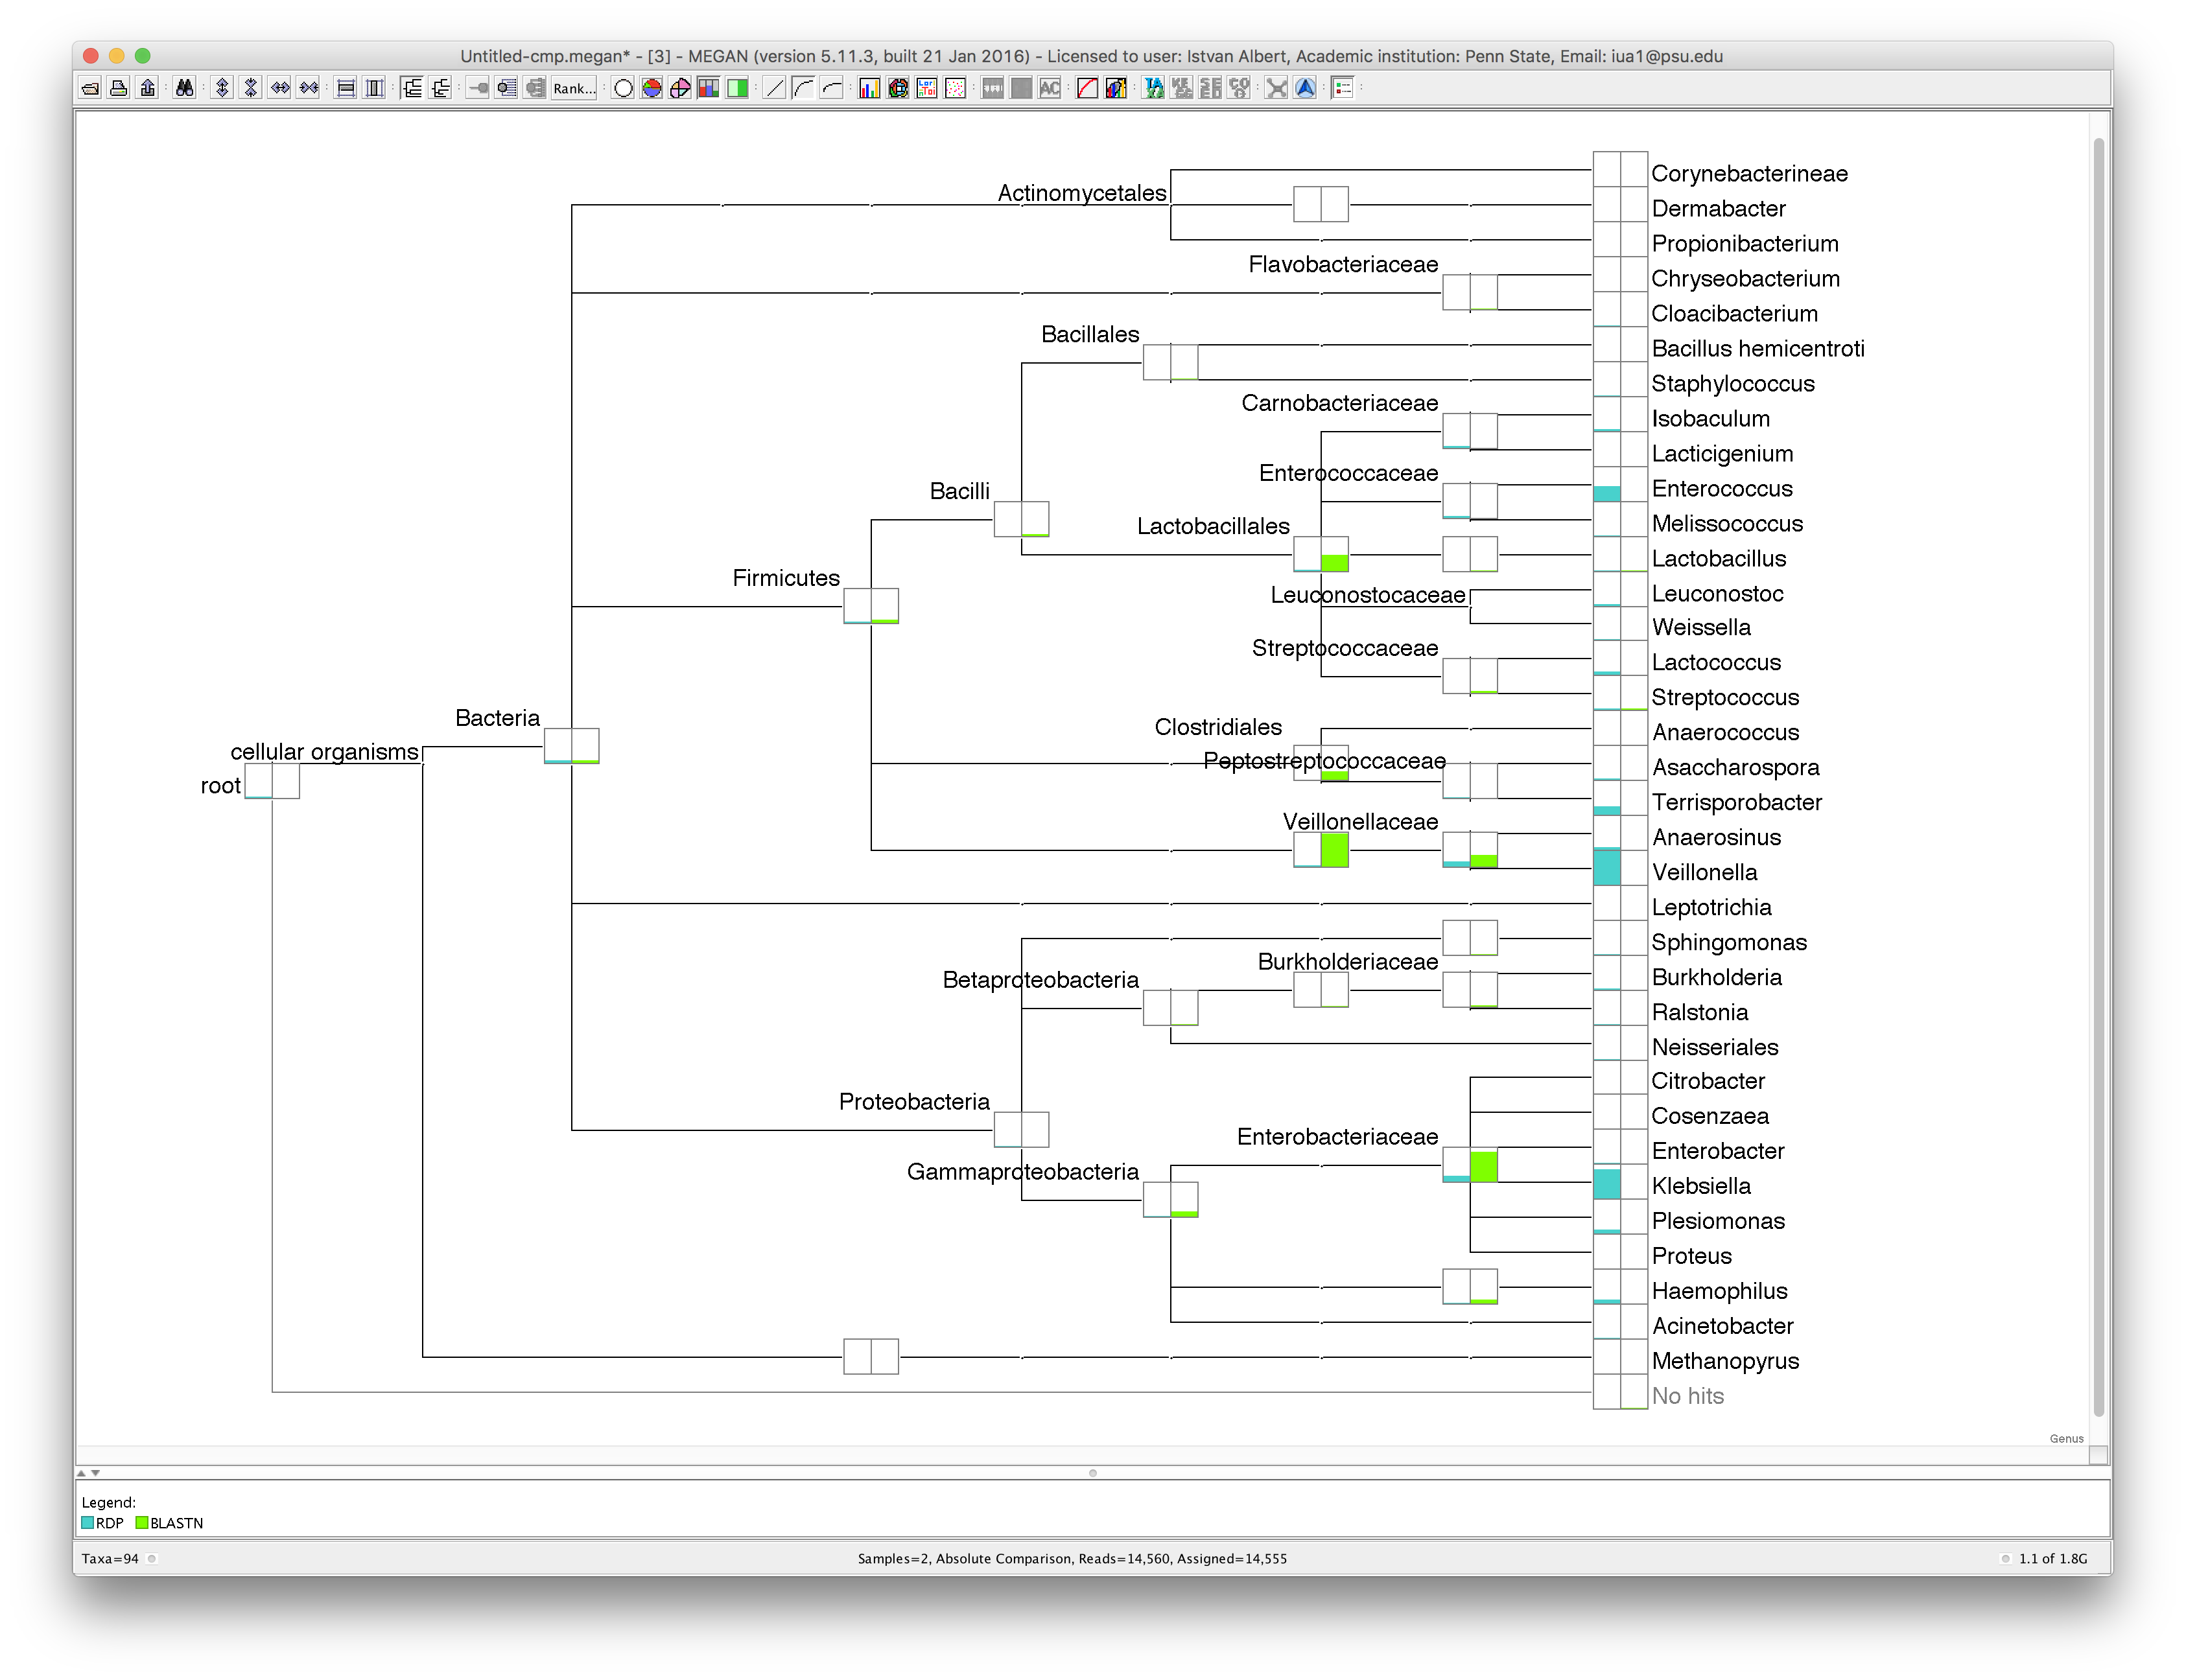 Untitled-cmp.megan* - [3] - MEGAN (version 5.11.3, built 21 Jan 2016) - Licensed to user: Istvan Albert, Academic institution: Penn State, Email: iua1@psu.edu
Rank...
AC
Corynebacterineae
Actinomycetales
Dermabacter
Propionibacterium
Flavobacteriaceae
Chryseobacterium
Cloacibacterium
Bacillales
Bacillus hemicentroti
Staphylococcus
Carnobacteriaceae
Isobaculum
Lacticigenium
Enterococcaceae
Enterococcus
Bacilli
Melissococcus
Lactobacillales
Lactobacillus
Firmicutes
Leuconostocaceae
Leuconostoc
Weissella
Streptococcaceae
Lactococcus
Streptococcus
Bacteria
Clostridiales
Anaerococcus
cellular organisms
Peptostreptococcaceae
Asaccharospora
root
Terrisporobacter
Veillonellaceae
Anaerosinus
Veillonella
Leptotrichia
Sphingomonas
Burkholderiaceae
Betaproteobacteria
Burkholderia
Ralstonia
Neisseriales
Citrobacter
Proteobacteria
Cosenzaea
Enterobacteriaceae
Enterobacter
Gammaproteobacteria
Klebsiella
Plesiomonas
Proteus
Haemophilus
Acinetobacter
Methanopyrus
No hits
Genus
Legend:
RDP BLASTN
Taxa=94
Samples=2, Absolute Comparison, Reads=14,560, Assigned=14,555
1.1 of 1.8G